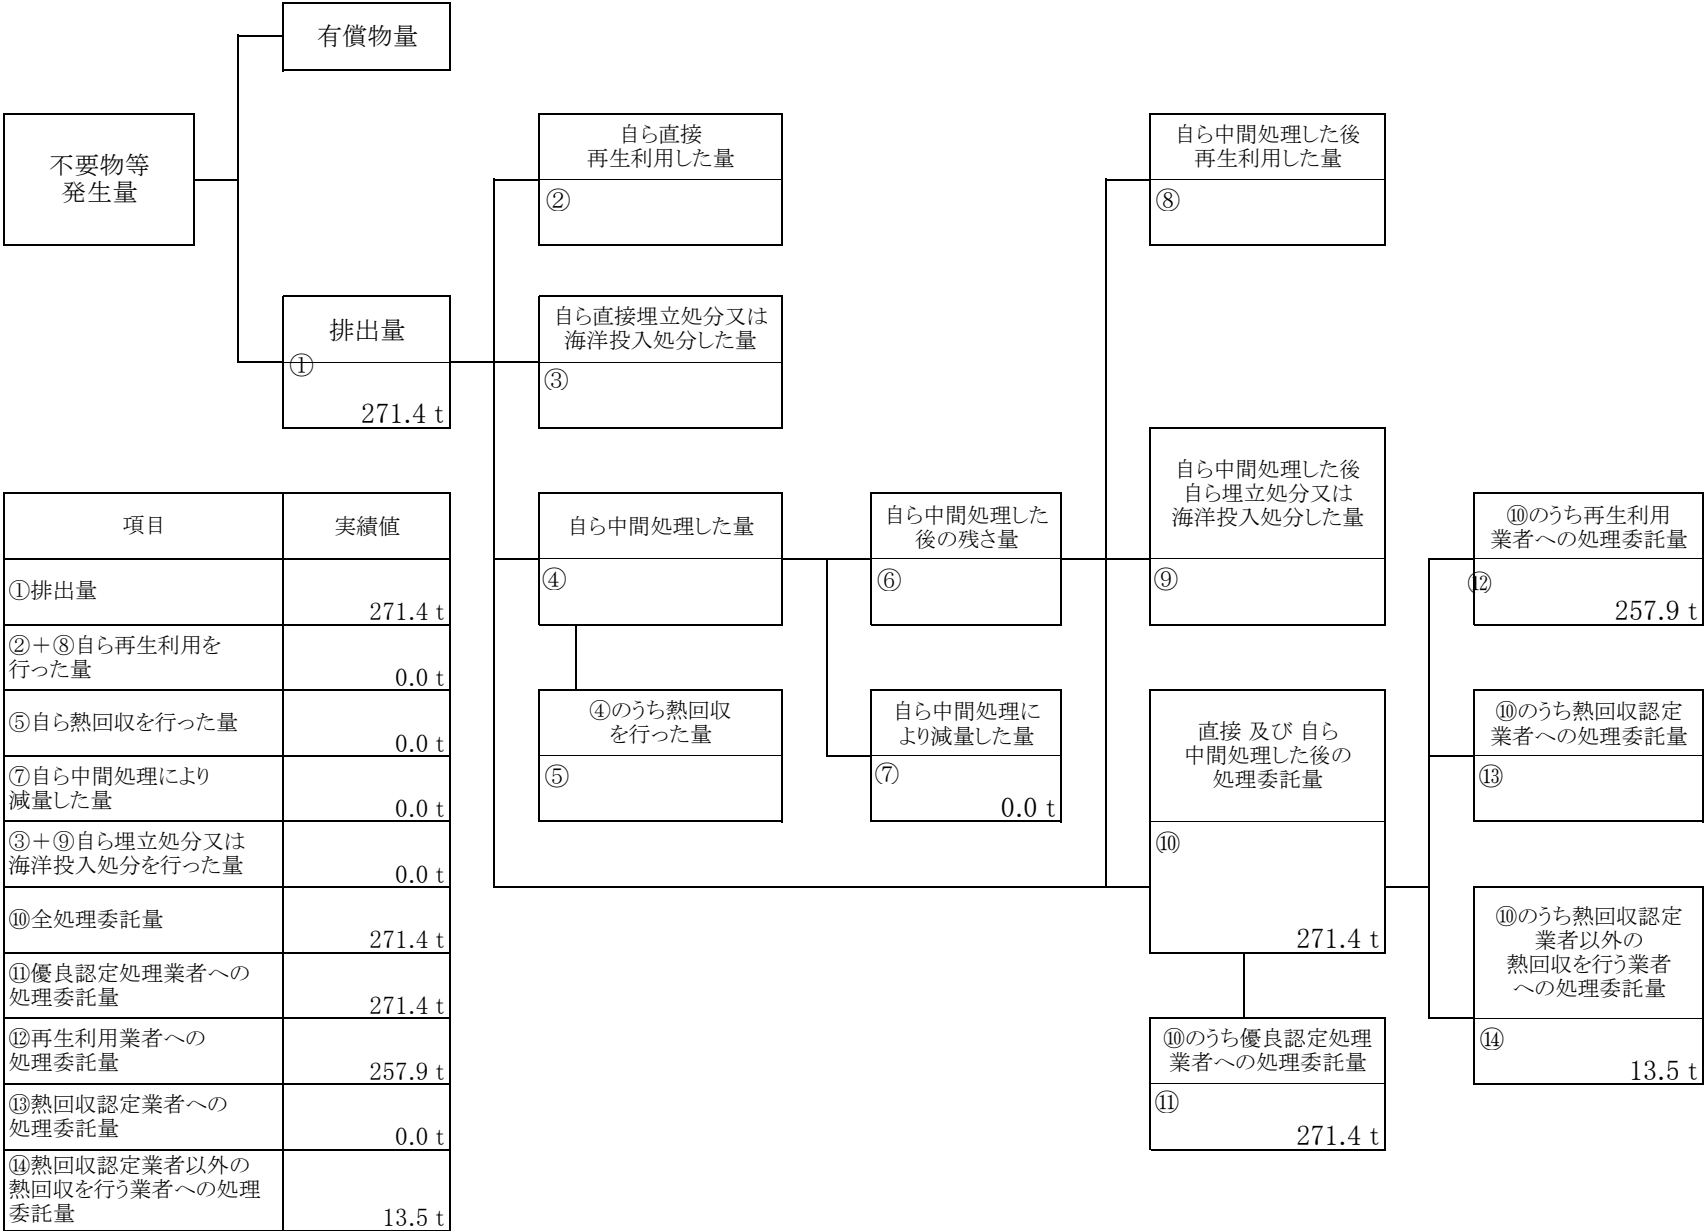 有償物量
不要物等
発生量
排出量
①
271.4 t
自ら直接
再生利用した量
②
自ら直接埋立処分又は
海洋投入処分した量
③
自ら中間処理した量
④
④のうち熱回収
を行った量
⑤
自ら中間処理した
後の残さ量
⑥
自ら中間処理に
より減量した量
⑦
0.0 t
自ら中間処理した後
再生利用した量
⑧
自ら中間処理した後
自ら埋立処分又は
海洋投入処分した量
⑨
直接 及び 自ら
中間処理した後の
処理委託量
⑩
271.4 t
⑩のうち優良認定処理
業者への処理委託量
⑪
271.4 t
⑩のうち再生利用
業者への処理委託量
⑫
257.9 t
⑩のうち熱回収認定
業者への処理委託量
⑬
⑩のうち熱回収認定
業者以外の
熱回収を行う業者
への処理委託量
⑭
13.5 t
項目 実績値
①排出量
271.4 t
②＋⑧自ら再生利用を
行った量
0.0 t
⑤自ら熱回収を行った量
0.0 t
⑦自ら中間処理により
減量した量
0.0 t
③＋⑨自ら埋立処分又は
海洋投入処分を行った量
0.0 t
⑩全処理委託量
271.4 t
⑪優良認定処理業者への
処理委託量
271.4 t
⑫再生利用業者への
処理委託量
257.9 t
⑬熱回収認定業者への
処理委託量
0.0 t
⑭熱回収認定業者以外の
熱回収を行う業者への処理
委託量
13.5 t